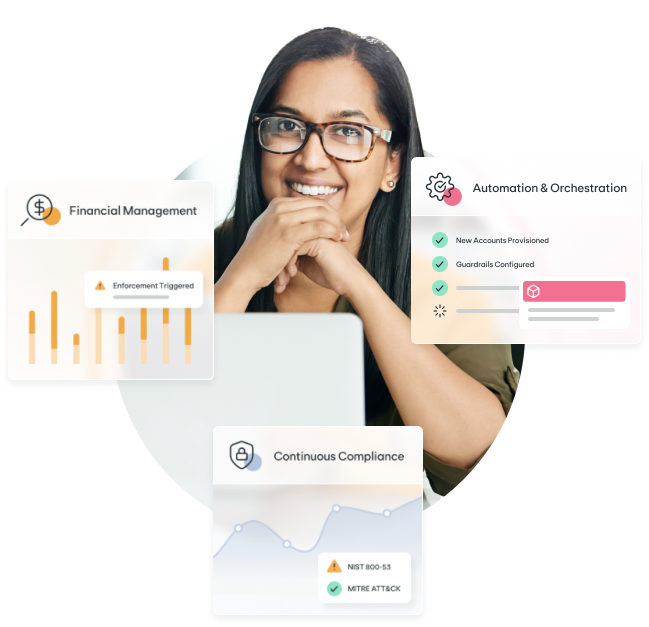 Financial Management
Enforcement Triggered
Automation & Orchestration
New Accounts Provisioned
Guardrails Configured
Continuous Compliance
NIST 800-53
MITRE ATT&CK